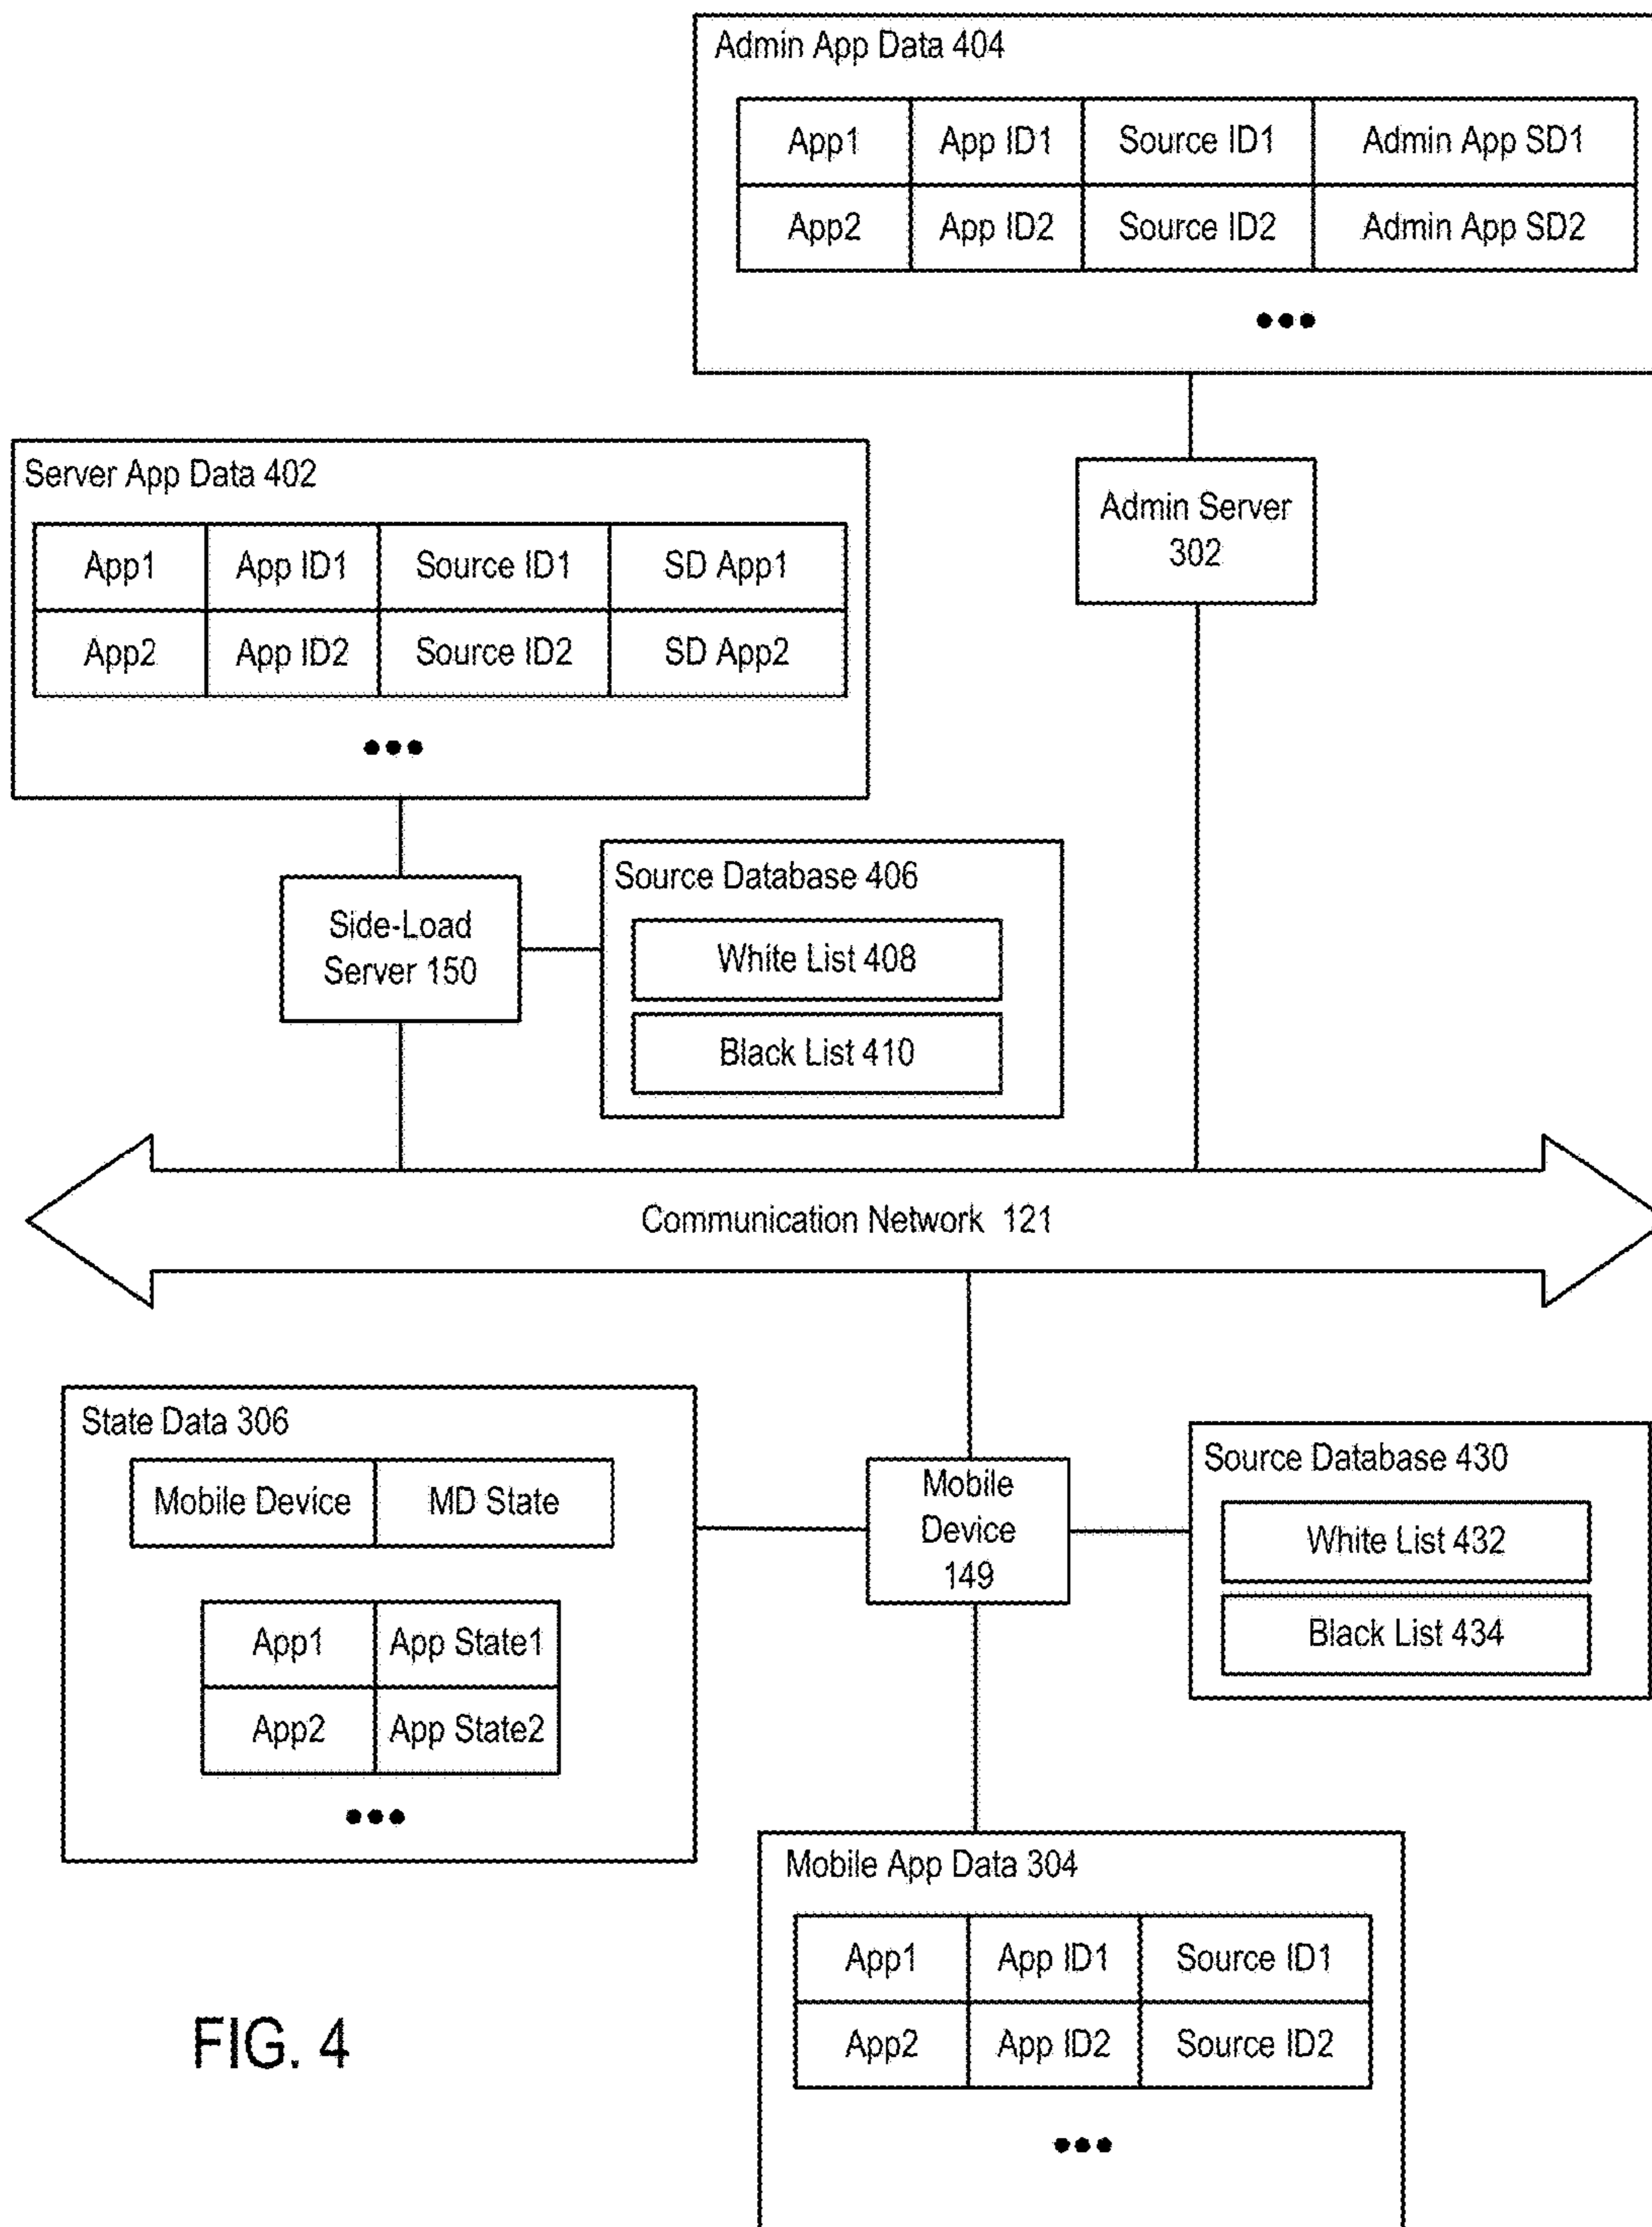 Admin App Data 404
App1 App ID1 Source ID1 Admin App SD1
App2 App ID2 Source ID2 Admin App SD2
•••
Server App Data 402
App1 App ID1 Source ID1 SD App1
App2 App ID2 Source ID2 SD App2
•••
Admin Server
302
Side-Load
Server 150
Source Database 406
White List 408
Black List 410
Communication Network 121
State Data 306
Mobile Device MD State
App1 App State1
App2 App State2
•••
Mobile
Device
149
Source Database 430
White List 432
Black List 434
Mobile App Data 304
App1 App ID1 Source ID1
App2 App ID2 Source ID2
•••
FIG. 4